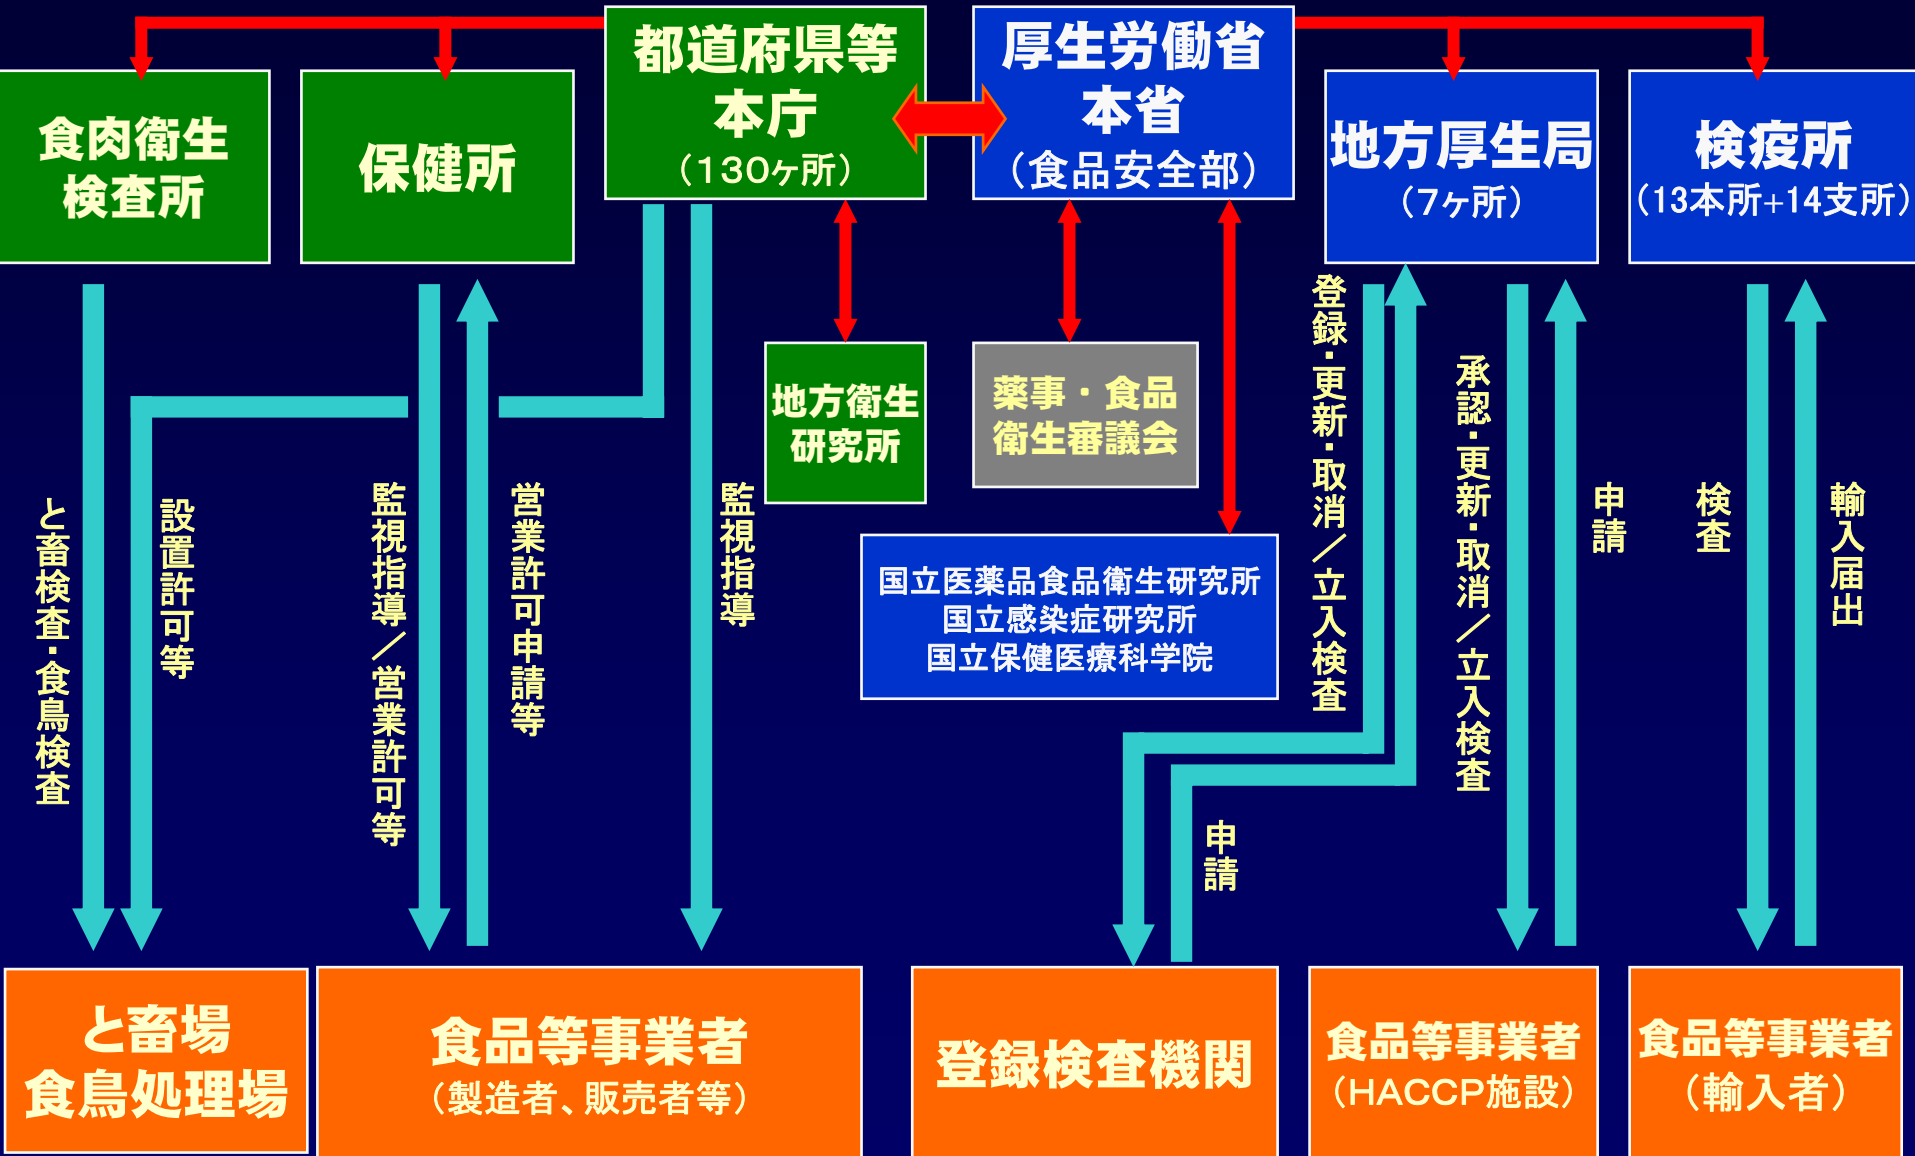 都道府県等
本庁
（130ヶ所）
厚生労働省
本省
（食品安全部）
食肉衛生
検査所
保健所
地方厚生局
（7ヶ所）
検疫所
（13本所+14支所）
地方衛生
研究所
薬事・食品
衛生審議会
国立医薬品食品衛生研究所
国立感染症研究所
国立保健医療科学院
と畜検査・食鳥検査
設置許可等
監視指導／営業許可等
営業許可申請等
監視指導
登録・更新・取消／立入検査
申請
承認・更新・取消／立入検査
申請
検査
輸入届出
と畜場
食鳥処理場
食品等事業者
（製造者、販売者等）
登録検査機関
食品等事業者
（HACCP施設）
食品等事業者
（輸入者）